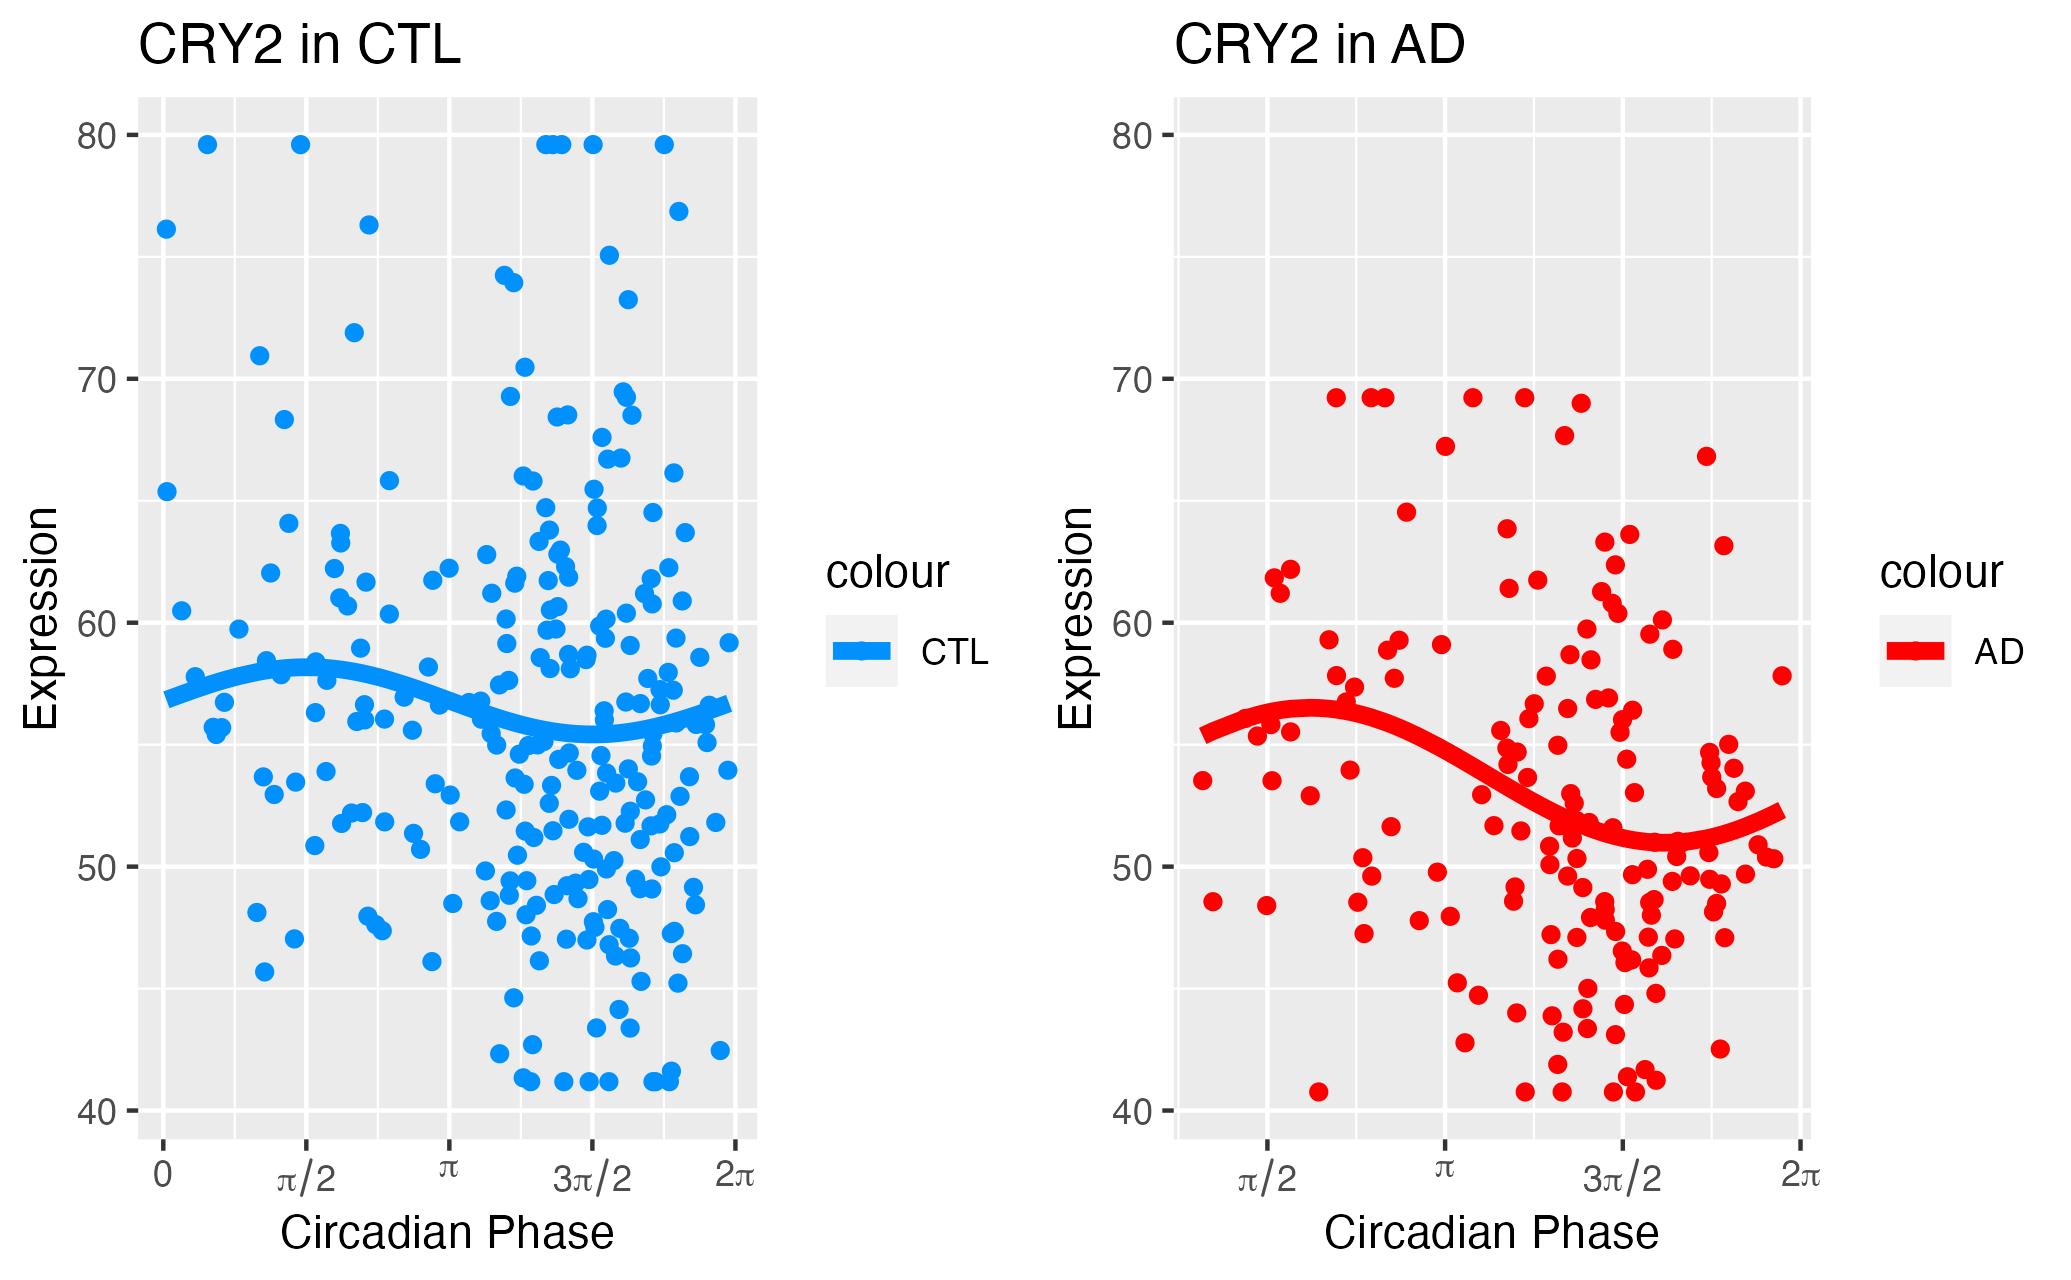 CRY2 in CTL
80
70
60
50
40
Expression
0
π/2
π
3π/2
2π
Circadian Phase
colour
CTL
CRY2 in AD
80
70
60
50
40
Expression
π/2
π
3π/2
2π
Circadian Phase
colour
AD